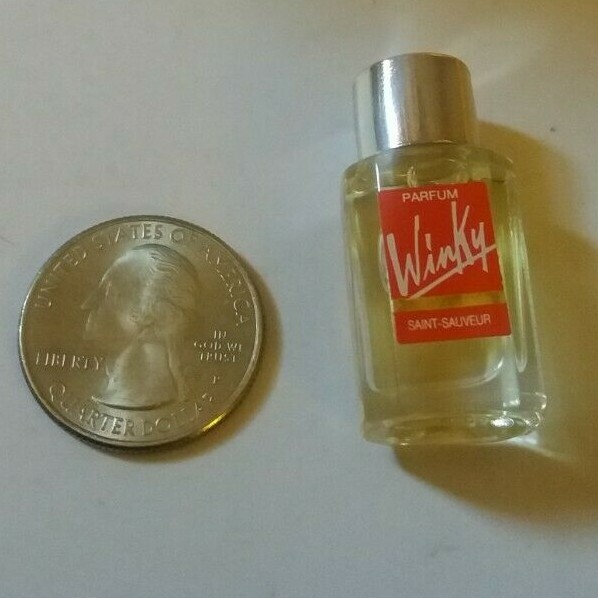 UNITED STATES OF AMERICA
LIBERTY
IN
GOD WE
TRUST
P
QUARTER DOLLAR
PARFUM
Winky
SAINT-SAUVEUR